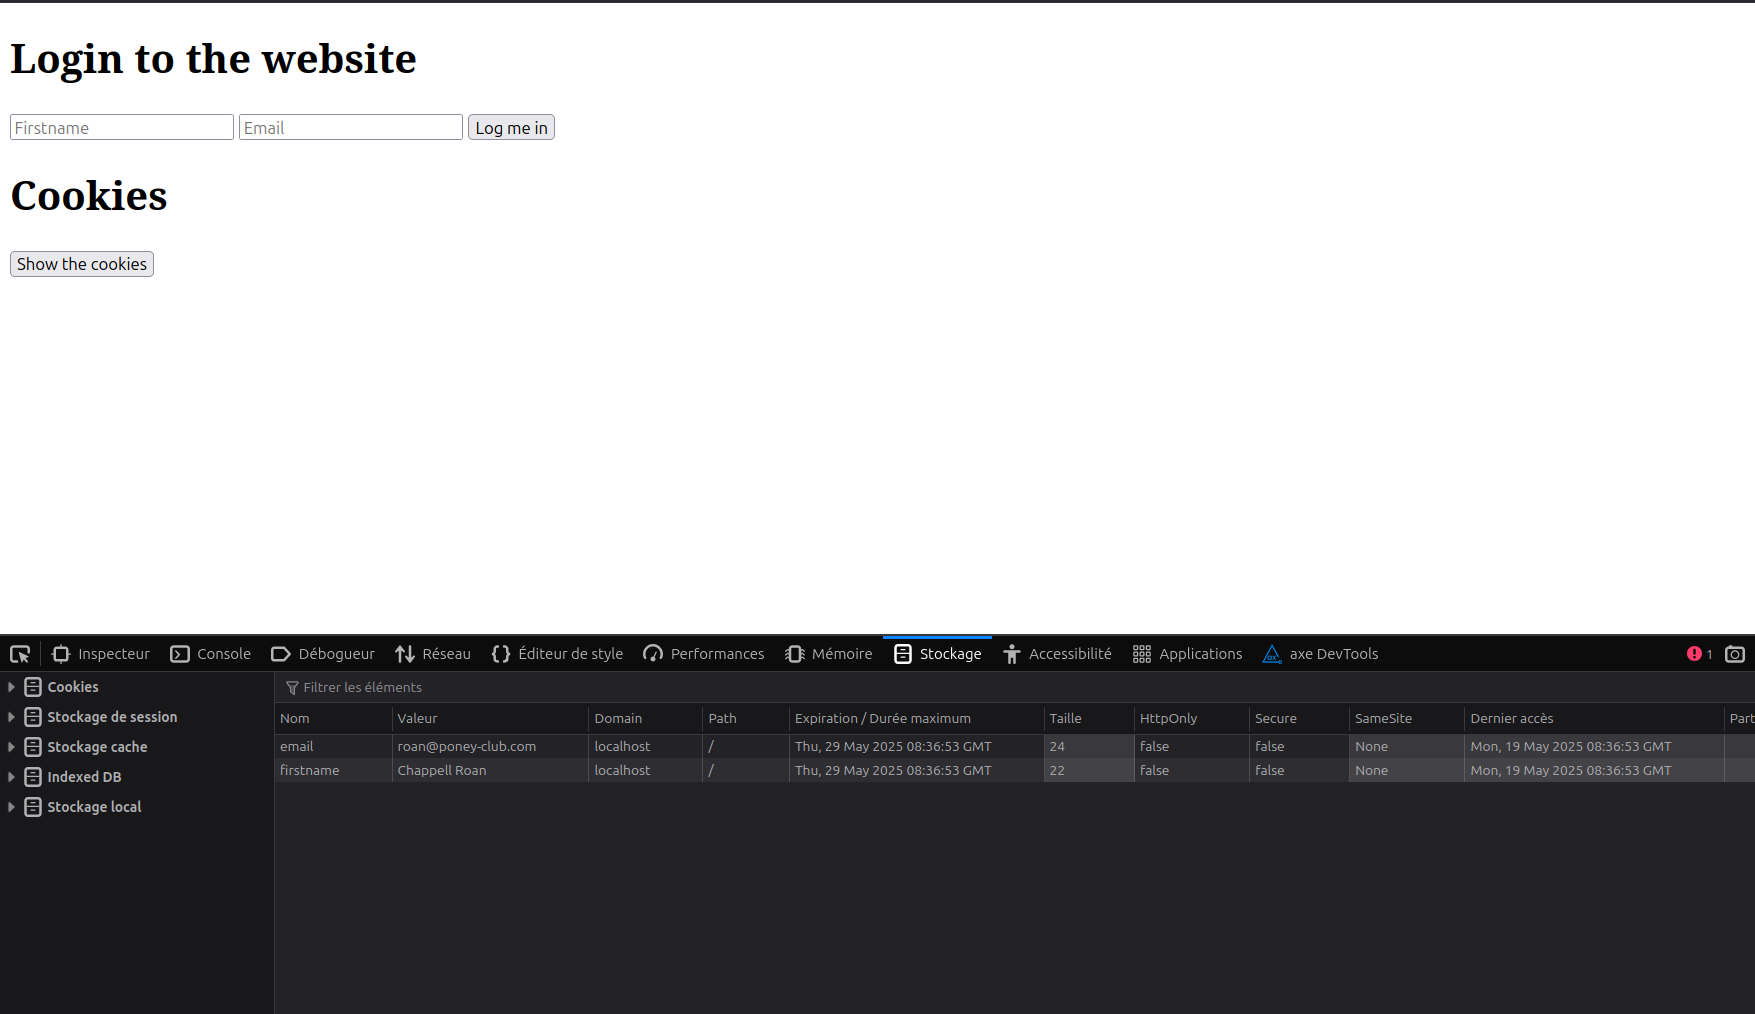 Login to the website
Firstname Email Log me in
Cookies
Show the cookies
Inspecteur Console Débogueur Réseau Éditeur de style Performances Mémoire Stockage Accessibilité Applications axe DevTools 1
Cookies
Stockage de session
Stockage cache
Indexed DB
Stockage local
Filtrer les éléments
Nom Valeur Domain Path Expiration / Durée maximum Taille HttpOnly Secure SameSite Dernier accès Part
email roan@poney-club.com localhost / Thu, 29 May 2025 08:36:53 GMT 24 false false None Mon, 19 May 2025 08:36:53 GMT
firstname Chappell Roan localhost / Thu, 29 May 2025 08:36:53 GMT 22 false false None Mon, 19 May 2025 08:36:53 GMT